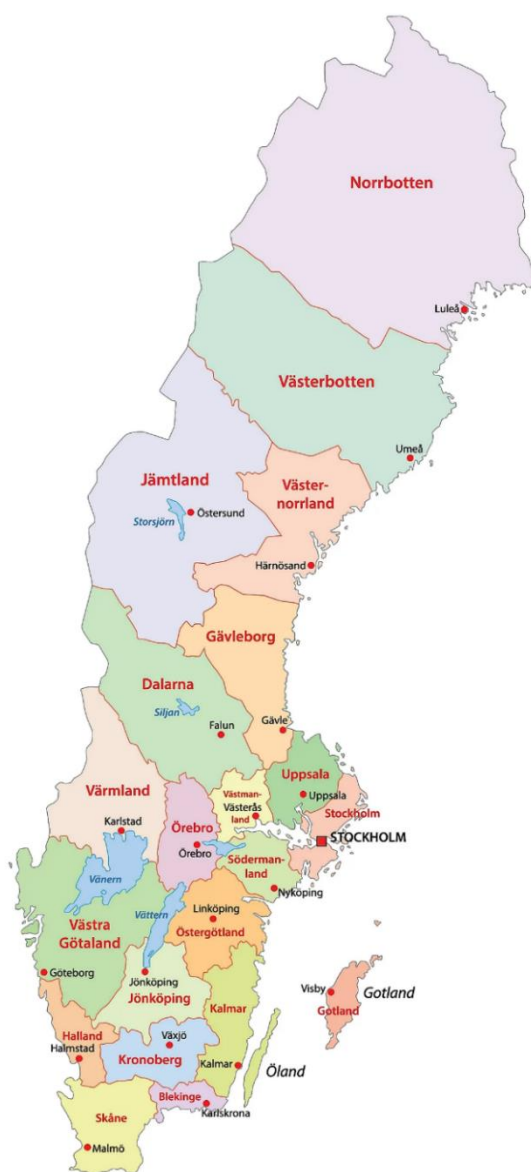 Norrbotten
Luleå
Västerbotten
Umeå
Jämtland
Väster-
norrland
Storsjörn
Östersund
Härnösand
Gävleborg
Dalarna
Siljan
Falun
Gävle
Uppsala
Uppsala
Värmland
Västman-
land
Västerås
Stockholm
Karlstad
Örebro
Örebro
STOCKHOLM
Söderman-
land
Vänern
Nyköping
Västra
Götaland
Vättern
Linköping
Östergötland
Göteborg
Jönköping
Jönköping
Kalmar
Visby
Gotland
Gotland
Halland
Halmstad
Växjö
Kronoberg
Kalmar
Öland
Blekinge
Karlskrona
Skåne
Malmö